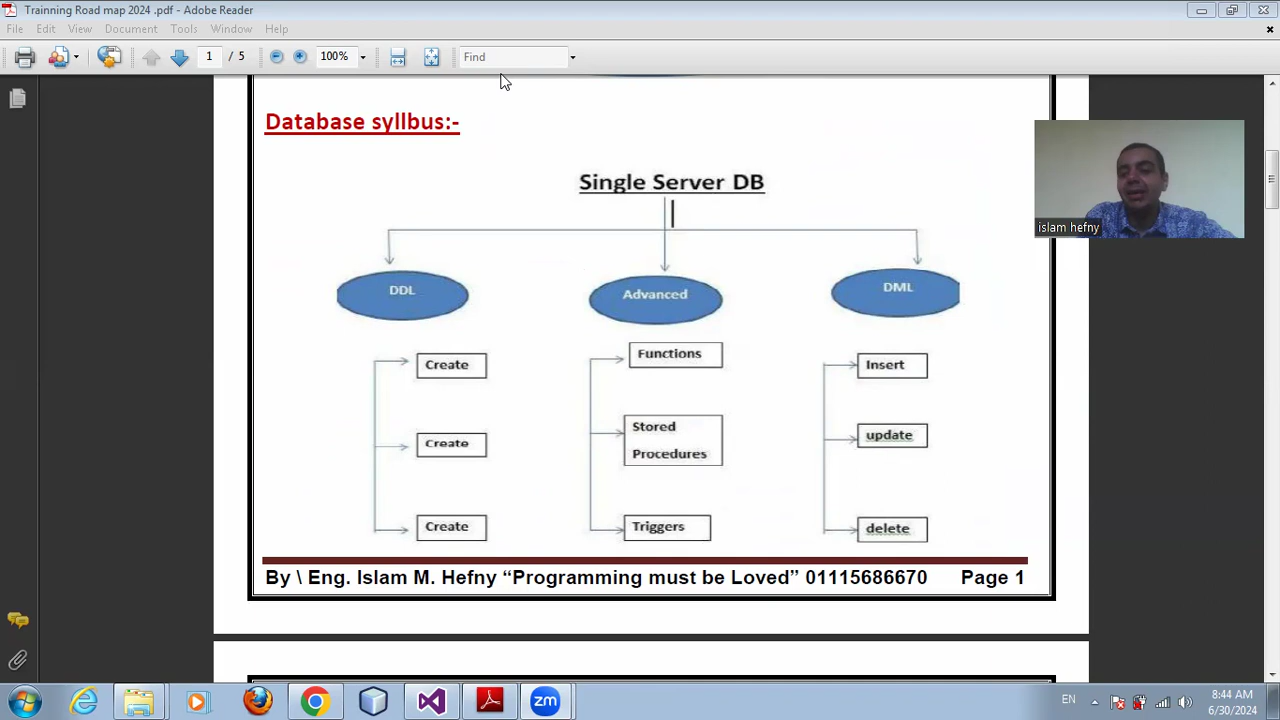 Trainning Road map 2024 .pdf - Adobe Reader
File Edit View Document Tools Window Help
1 / 5 100% Find
Database syllbus:-
Single Server DB
DDL Advanced DML
Create Functions Insert
Create Stored Procedures update
Create Triggers delete
islam hefny
By \ Eng. Islam M. Hefny “Programming must be Loved” 01115686670 Page 1
zm
EN 8:44 AM
6/30/2024